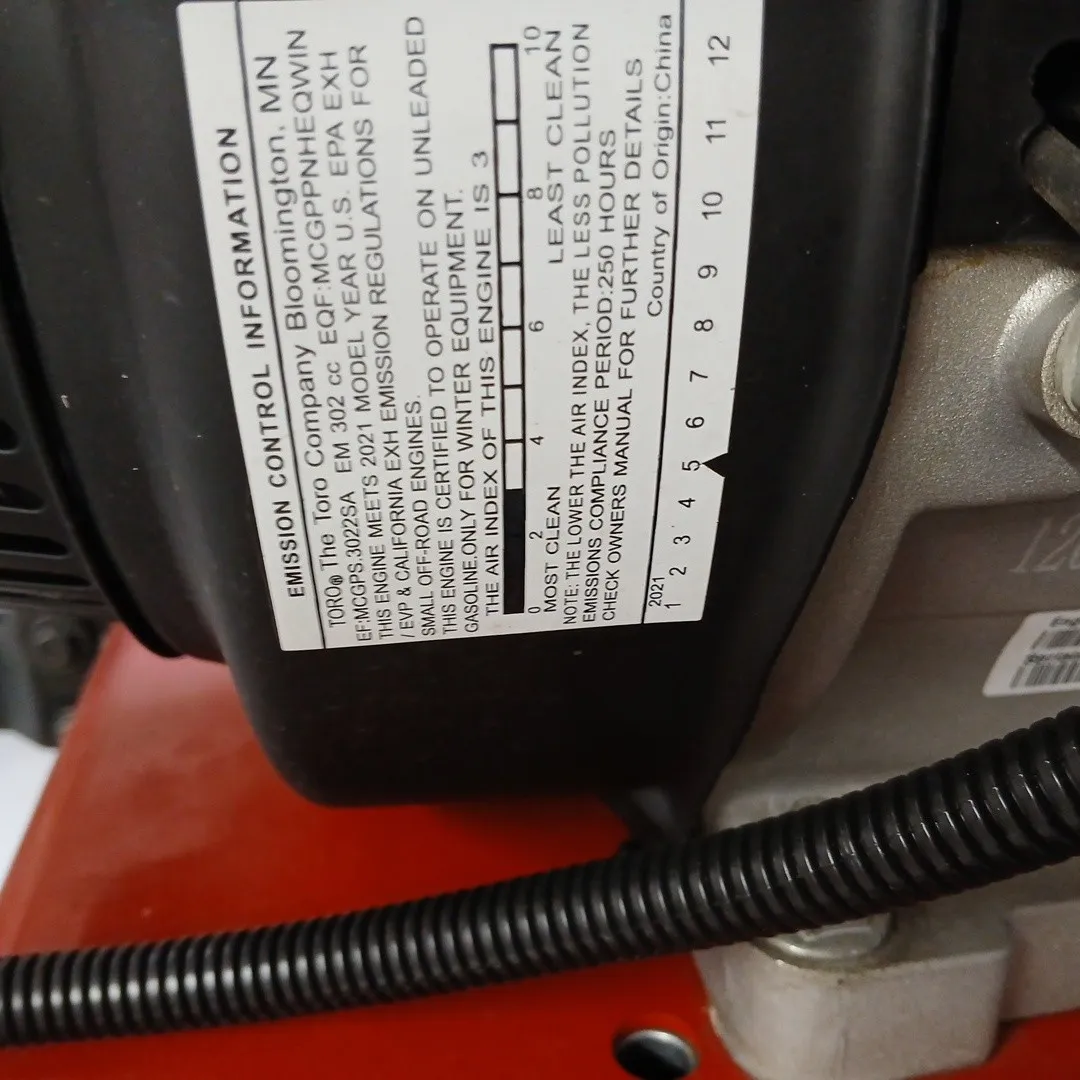 EMISSION CONTROL INFORMATION
TORO® The Toro Company Bloomington, MN
EF:MCGPS.3022SA EM 302 cc EQF:MCGPPNHEQWIN
THIS ENGINE MEETS 2021 MODEL YEAR U.S. EPA EXH
/ EVP & CALIFORNIA EXH EMISSION REGULATIONS FOR
SMALL OFF-ROAD ENGINES.
THIS ENGINE IS CERTIFIED TO OPERATE ON UNLEADED
GASOLINE.ONLY FOR WINTER EQUIPMENT.
THE AIR INDEX OF THIS ENGINE IS 3
0 2 4 6 8 10
MOST CLEAN LEAST CLEAN
NOTE: THE LOWER THE AIR INDEX, THE LESS POLLUTION
EMISSIONS COMPLIANCE PERIOD:250 HOURS
CHECK OWNERS MANUAL FOR FURTHER DETAILS
Country of Origin:China
2021
1 2 3 4 5 6 7 8 9 10 11 12